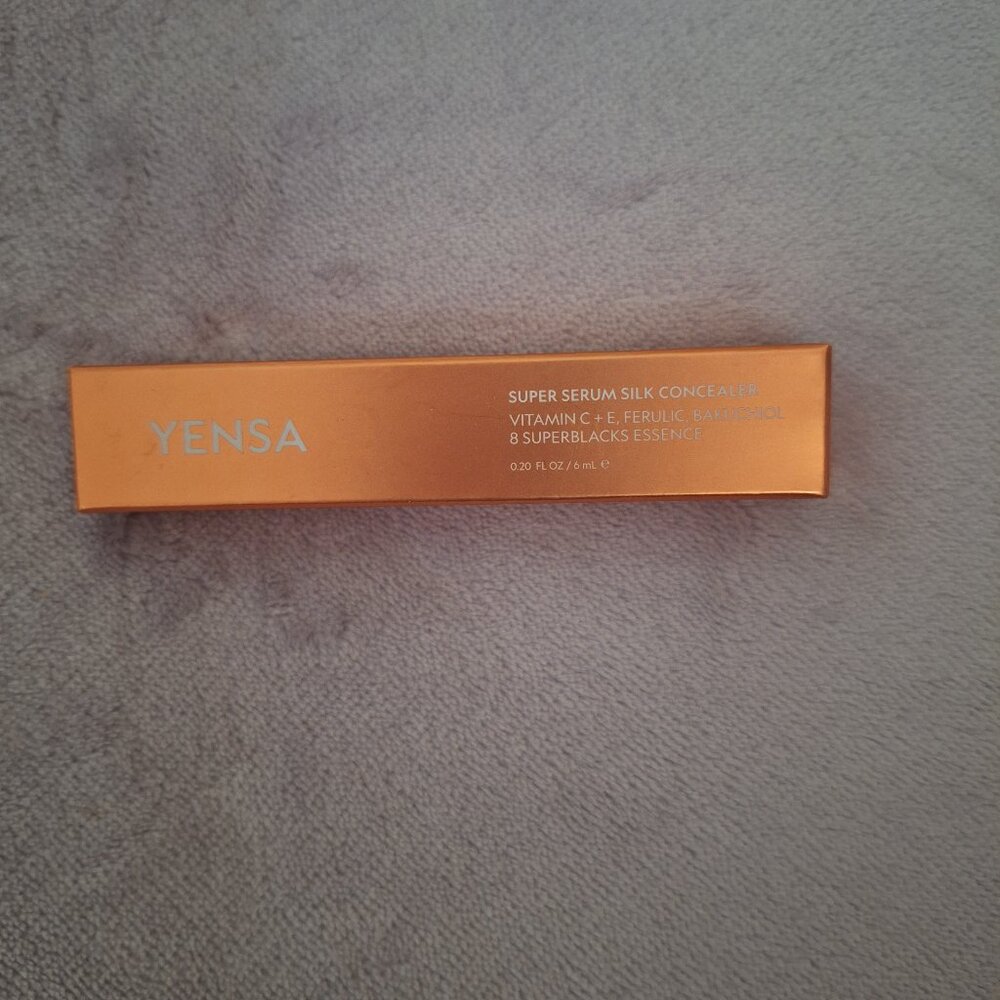 YENSA
SUPER SERUM SILK CONCEALER
VITAMIN C + E, FERULIC, BAKUCHIOL
8 SUPERBLACKS ESSENCE
0.20 FL OZ / 6 mL ℮